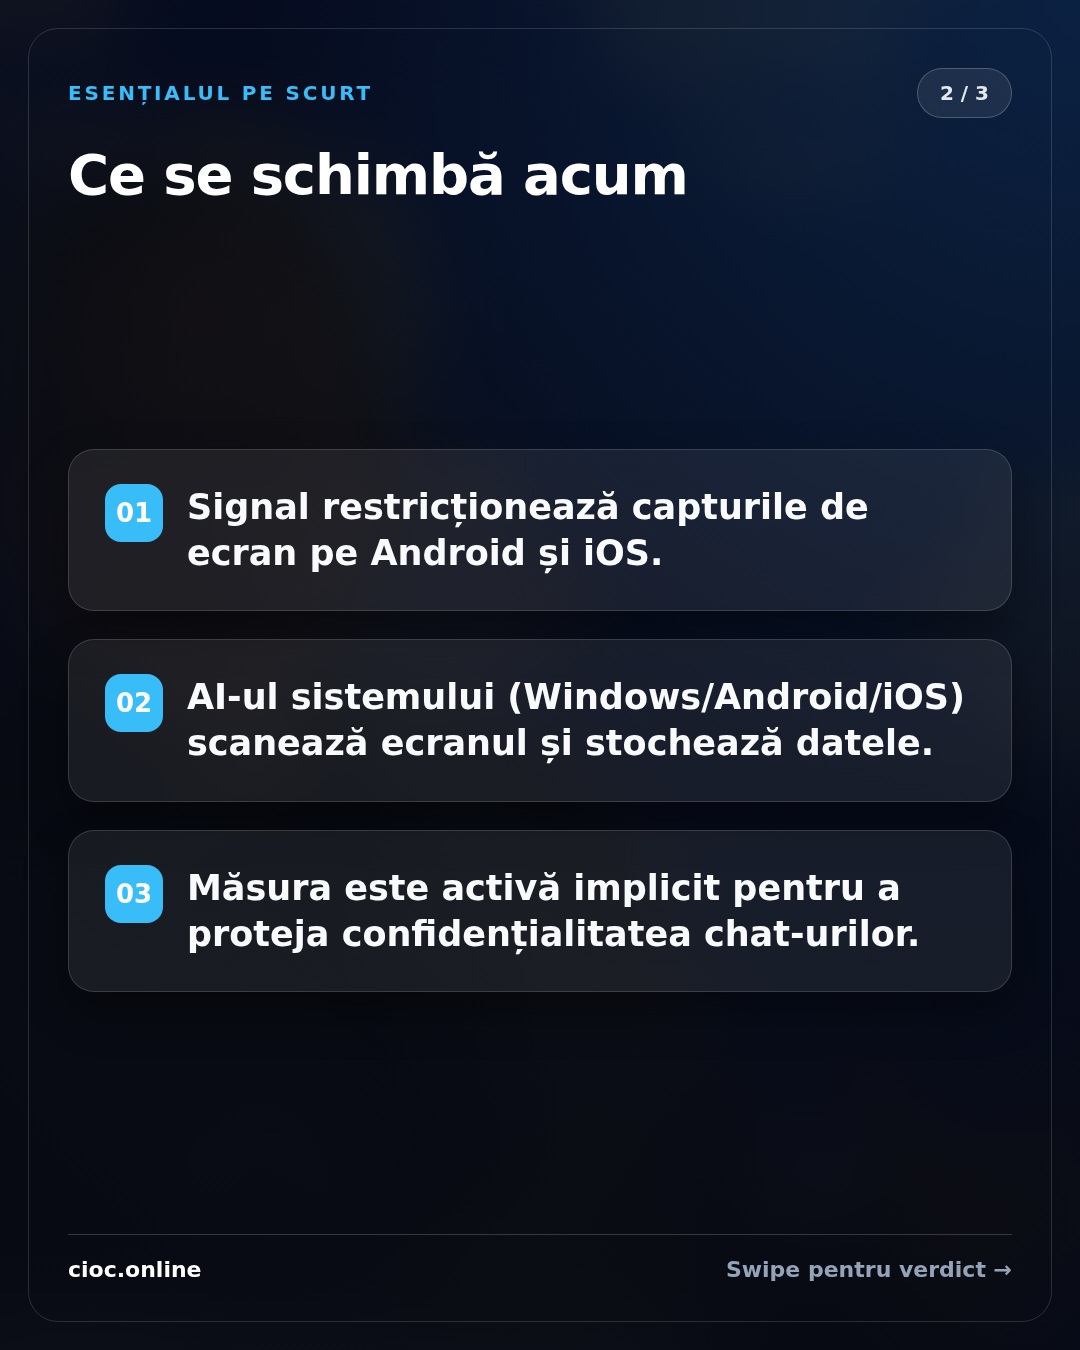 ESENȚIALUL PE SCURT
2 / 3
Ce se schimbă acum
01
Signal restricționează capturile de
ecran pe Android și iOS.
02
AI-ul sistemului (Windows/Android/iOS)
scanează ecranul și stochează datele.
03
Măsura este activă implicit pentru a
proteja confidențialitatea chat-urilor.
cioc.online
Swipe pentru verdict →